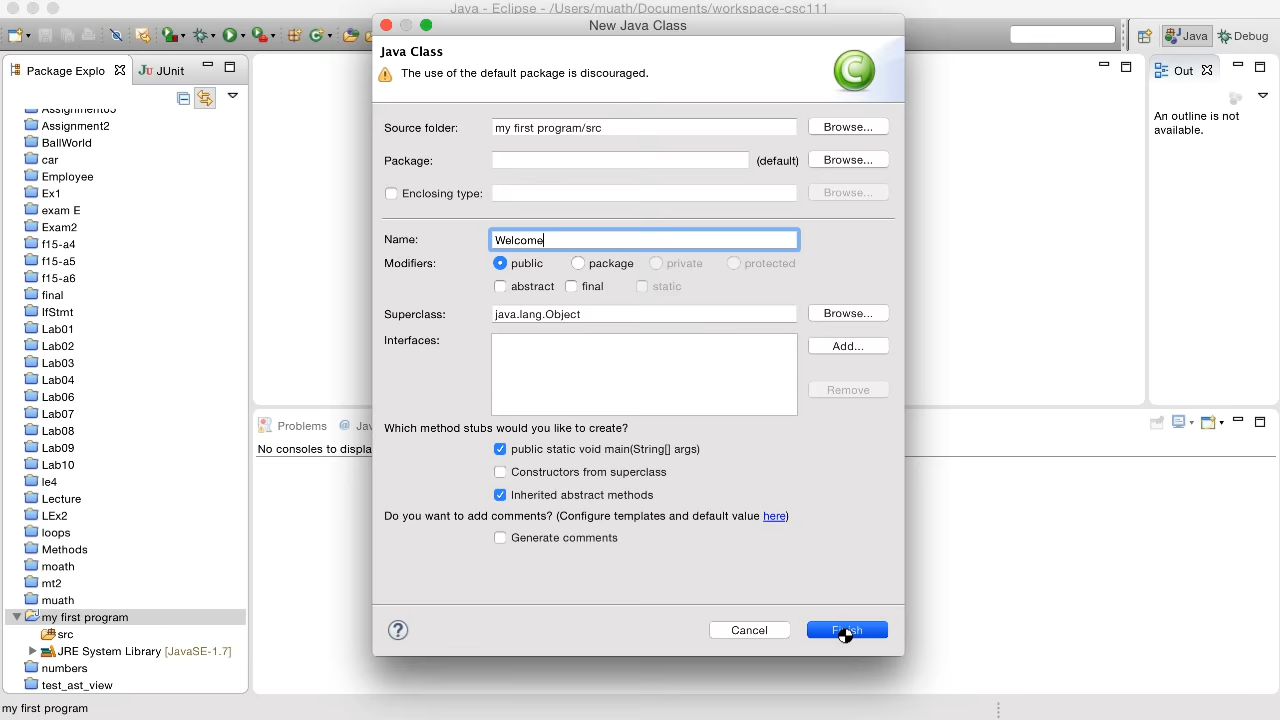 Java - Eclipse - /Users/muath/Documents/workspace-csc111
New Java Class
Java
Debug
Package Explo
JUnit
Assignment2
BallWorld
car
Employee
Ex1
exam E
Exam2
f15-a4
f15-a5
f15-a6
final
IfStmt
Lab01
Lab02
Lab03
Lab04
Lab06
Lab07
Lab08
Lab09
Lab10
le4
Lecture
LEx2
loops
Methods
moath
mt2
muath
my first program
src
JRE System Library [JavaSE-1.7]
numbers
test_ast_view
my first program
Java Class
The use of the default package is discouraged.
Source folder: my first program/src Browse...
Package: (default) Browse...
Enclosing type: Browse...
Name: Welcome
Modifiers: public package private protected
abstract final static
Superclass: java.lang.Object Browse...
Interfaces: Add...
Remove
Which method stubs would you like to create?
public static void main(String[] args)
Constructors from superclass
Inherited abstract methods
Do you want to add comments? (Configure templates and default value here)
Generate comments
? Cancel Finish
Problems @ Jav
No consoles to displa
Out
An outline is not
available.